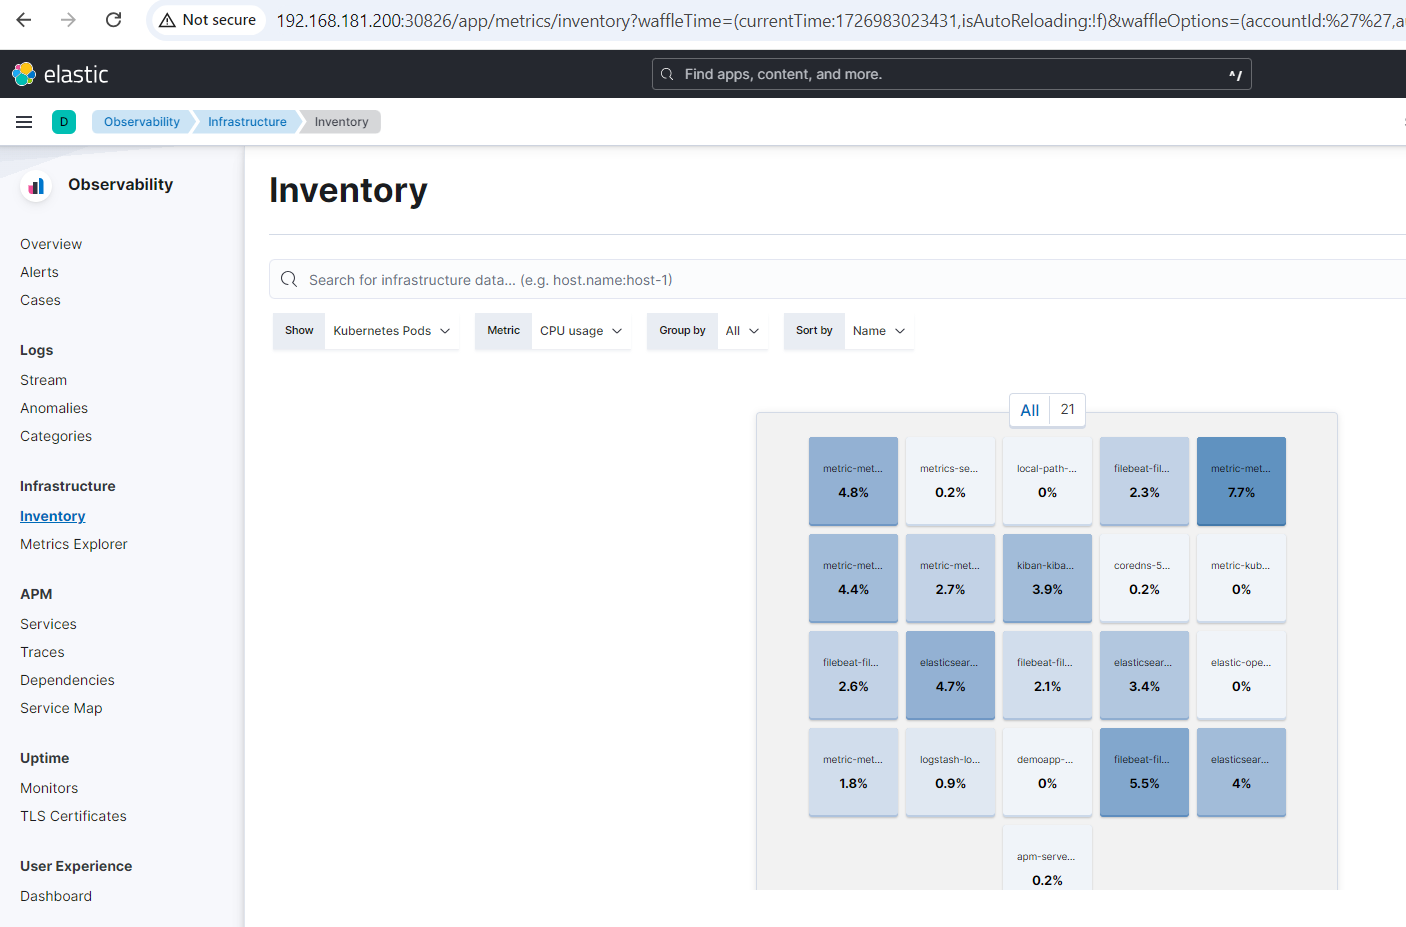 Not secure 192.168.181.200:30826/app/metrics/inventory?waffleTime=(currentTime:1726983023431,isAutoReloading:!f)&waffleOptions=(accountId:%27%27,a
elastic
Find apps, content, and more.
^/
D
Observability
Infrastructure
Inventory
Observability
Overview
Alerts
Cases
Logs
Stream
Anomalies
Categories
Infrastructure
Inventory
Metrics Explorer
APM
Services
Traces
Dependencies
Service Map
Uptime
Monitors
TLS Certificates
User Experience
Dashboard
Inventory
Search for infrastructure data... (e.g. host.name:host-1)
Show Kubernetes Pods
Metric CPU usage
Group by All
Sort by Name
All 21
metric-met...
4.8%
metrics-se...
0.2%
local-path-...
0%
filebeat-fil...
2.3%
metric-met...
7.7%
metric-met...
4.4%
metric-met...
2.7%
kiban-kiba...
3.9%
coredns-5...
0.2%
metric-kub...
0%
filebeat-fil...
2.6%
elasticsear...
4.7%
filebeat-fil...
2.1%
elasticsear...
3.4%
elastic-ope...
0%
metric-met...
1.8%
logstash-lo...
0.9%
demoapp-...
0%
filebeat-fil...
5.5%
elasticsear...
4%
apm-serve...
0.2%